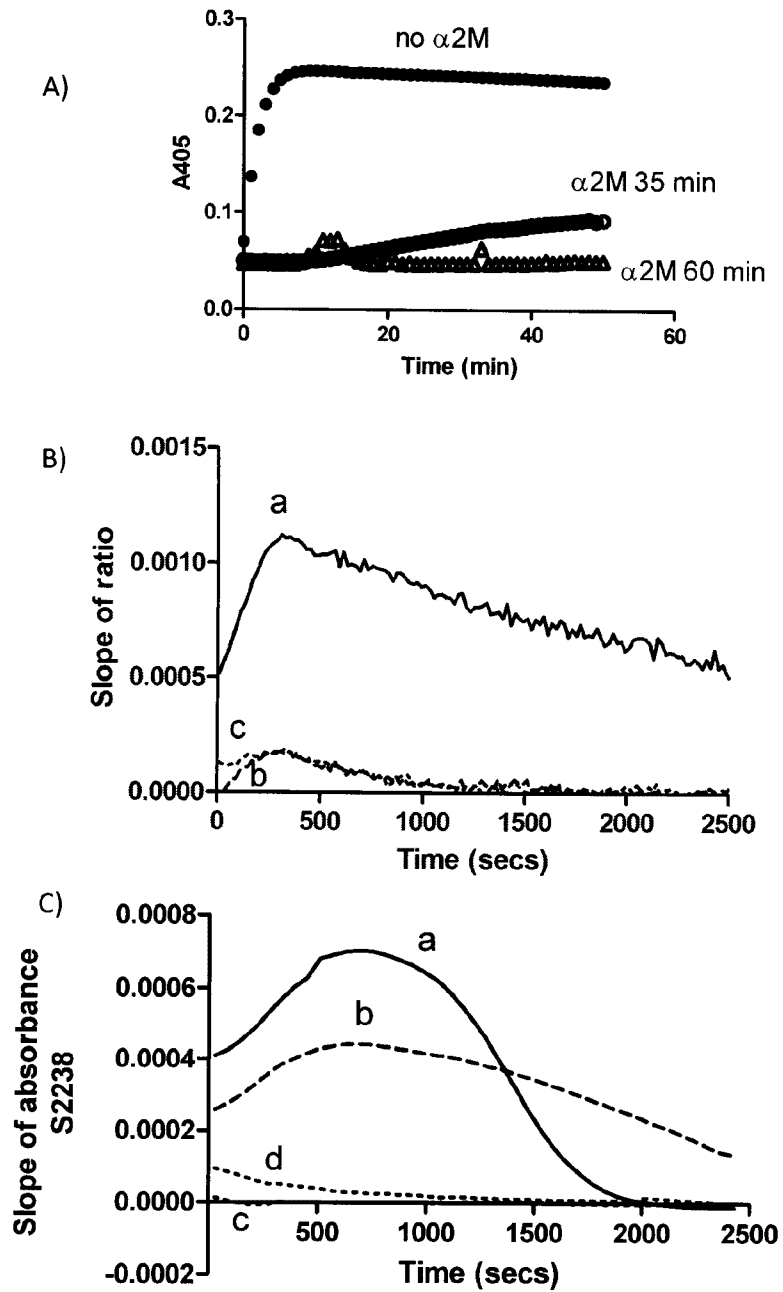 A)
0.3
0.2
0.1
0.0
A405
no α2M
α2M 35 min
α2M 60 min
0
20
40
60
Time (min)
B)
0.0015
0.0010
0.0005
0.0000
Slope of ratio
a
c
b
0
500
1000
1500
2000
2500
Time (secs)
C)
0.0008
0.0006
0.0004
0.0002
0.0000
-0.0002
Slope of absorbance
S2238
a
b
d
c
500
1000
1500
2000
2500
Time (secs)